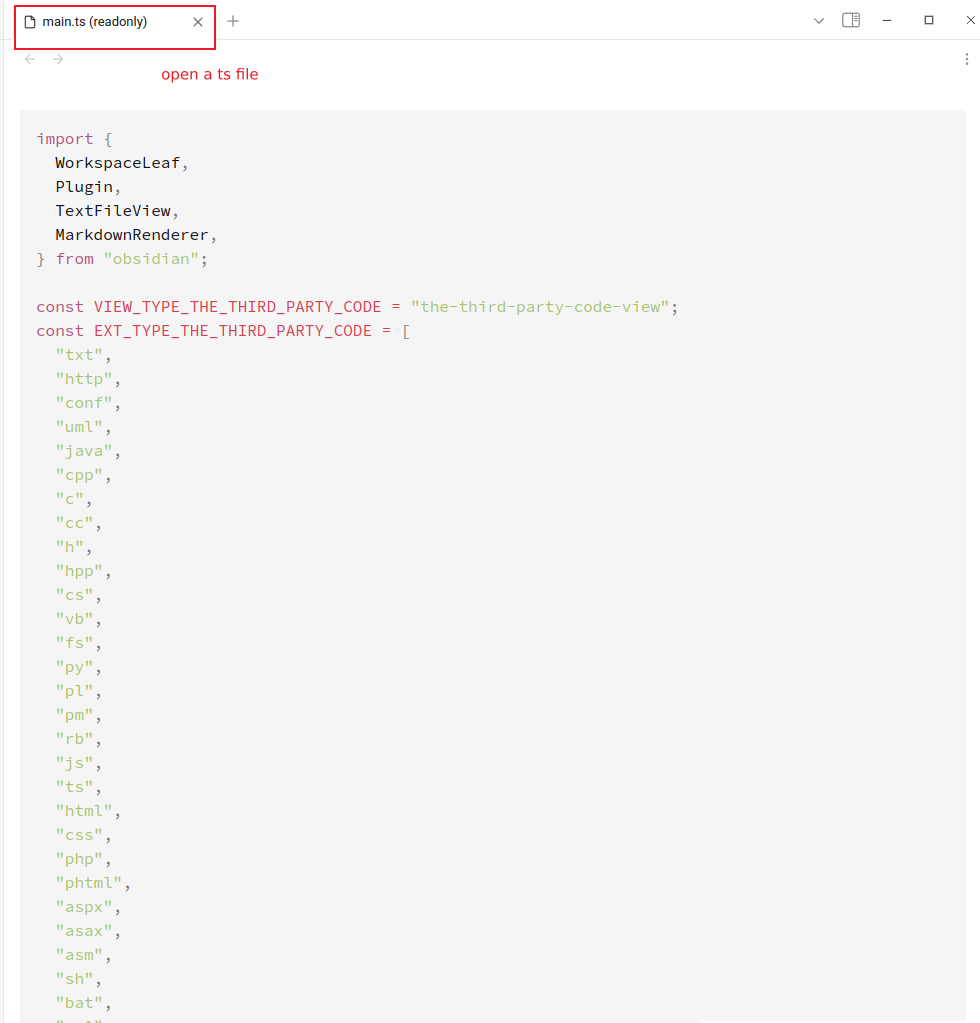 main.ts (readonly)
open a ts file
import {
  WorkspaceLeaf,
  Plugin,
  TextFileView,
  MarkdownRenderer,
} from "obsidian";
const VIEW_TYPE_THE_THIRD_PARTY_CODE = "the-third-party-code-view";
const EXT_TYPE_THE_THIRD_PARTY_CODE = [
  "txt",
  "http",
  "conf",
  "uml",
  "java",
  "cpp",
  "c",
  "cc",
  "h",
  "hpp",
  "cs",
  "vb",
  "fs",
  "py",
  "pl",
  "pm",
  "rb",
  "js",
  "ts",
  "html",
  "css",
  "php",
  "phtml",
  "aspx",
  "asax",
  "asm",
  "sh",
  "bat",